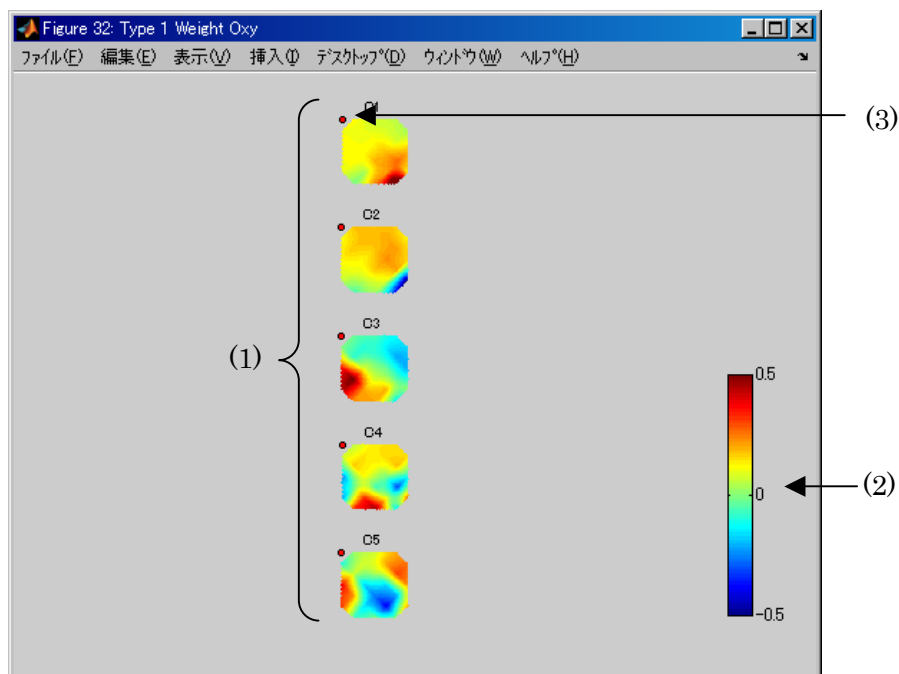 Figure 32: Type 1 Weight Oxy
ファイル(F) 編集(E) 表示(V) 挿入(I) デスクトップ(D) ウィンドウ(W) ヘルプ(H)
C1
(3)
C2
C3
(1)
0.5
C4
0
(2)
C5
-0.5